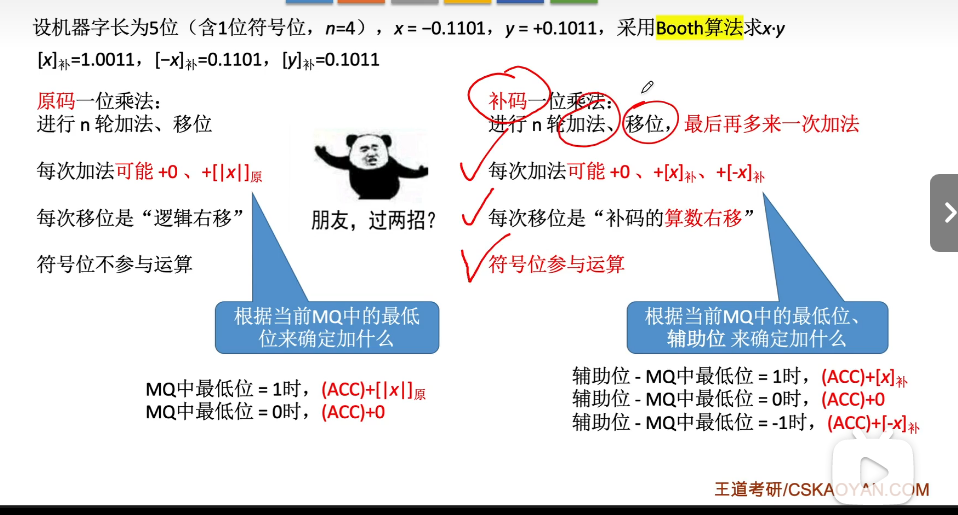 设机器字长为5位（含1位符号位，n=4），x = −0.1101，y = +0.1011，采用Booth算法求x·y
[x]补=1.0011，[−x]补=0.1101，[y]补=0.1011
原码一位乘法：
进行 n 轮加法、移位
每次加法可能 +0 、+[|x|]原
每次移位是“逻辑右移”
符号位不参与运算
根据当前MQ中的最低
位来确定加什么
MQ中最低位 = 1时，(ACC)+[|x|]原
MQ中最低位 = 0时，(ACC)+0
朋友，过两招？
补码一位乘法：
进行 n 轮加法、移位，最后再多来一次加法
每次加法可能 +0 、+[x]补、+[-x]补
每次移位是“补码的算数右移”
符号位参与运算
根据当前MQ中的最低位、
辅助位 来确定加什么
辅助位 - MQ中最低位 = 1时，(ACC)+[x]补
辅助位 - MQ中最低位 = 0时，(ACC)+0
辅助位 - MQ中最低位 = -1时，(ACC)+[-x]补
王道考研/CSKAOYAN.COM